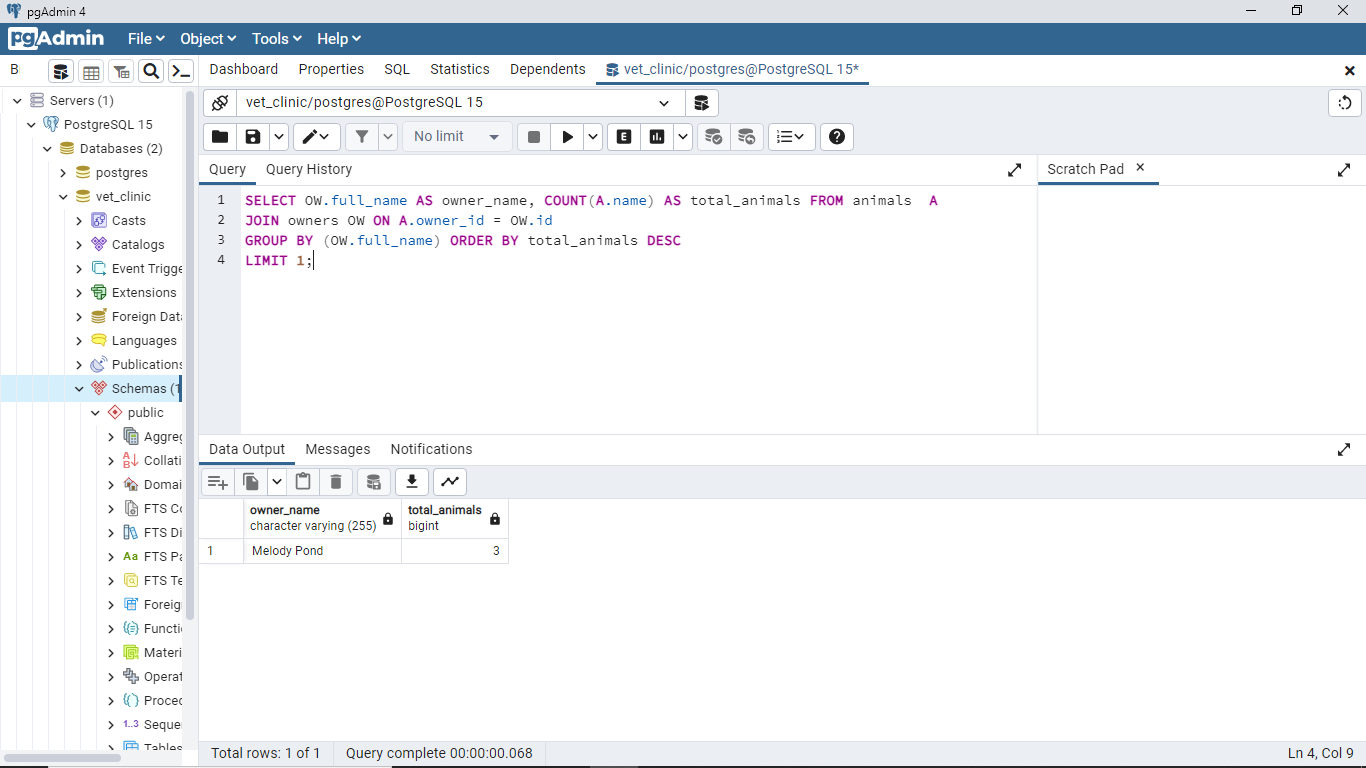 pgAdmin 4
pgAdmin File Object Tools Help
B
Dashboard Properties SQL Statistics Dependents vet_clinic/postgres@PostgreSQL 15*
Servers (1)
PostgreSQL 15
Databases (2)
postgres
vet_clinic
Casts
Catalogs
Event Trigge
Extensions
Foreign Dat
Languages
Publications
Schemas (1
public
Aggreg
Collati
Domai
FTS Co
FTS Di
Aa FTS Pa
FTS Te
Foreig
Functi
Materi
Operat
Proced
1..3 Seque
Tables
vet_clinic/postgres@PostgreSQL 15
No limit
E
Query Query History
Scratch Pad
1 SELECT OW.full_name AS owner_name, COUNT(A.name) AS total_animals FROM animals A
2 JOIN owners OW ON A.owner_id = OW.id
3 GROUP BY (OW.full_name) ORDER BY total_animals DESC
4 LIMIT 1;
Data Output Messages Notifications
owner_name total_animals
character varying (255) bigint
1 Melody Pond 3
Total rows: 1 of 1 Query complete 00:00:00.068 Ln 4, Col 9